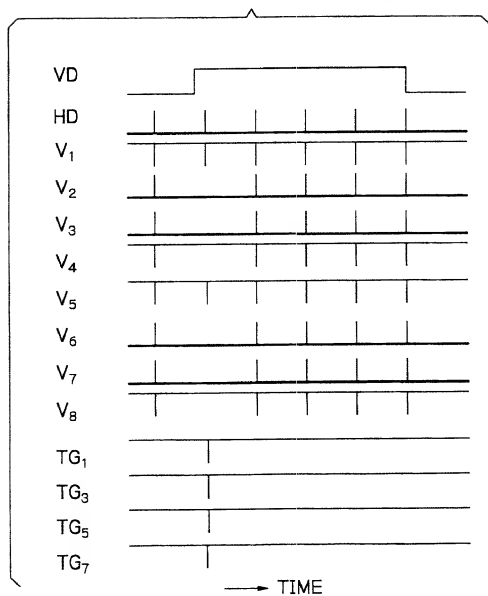 VD
HD
V₁
V₂
V₃
V₄
V₅
V₆
V₇
V₈
TG₁
TG₃
TG₅
TG₇
TIME